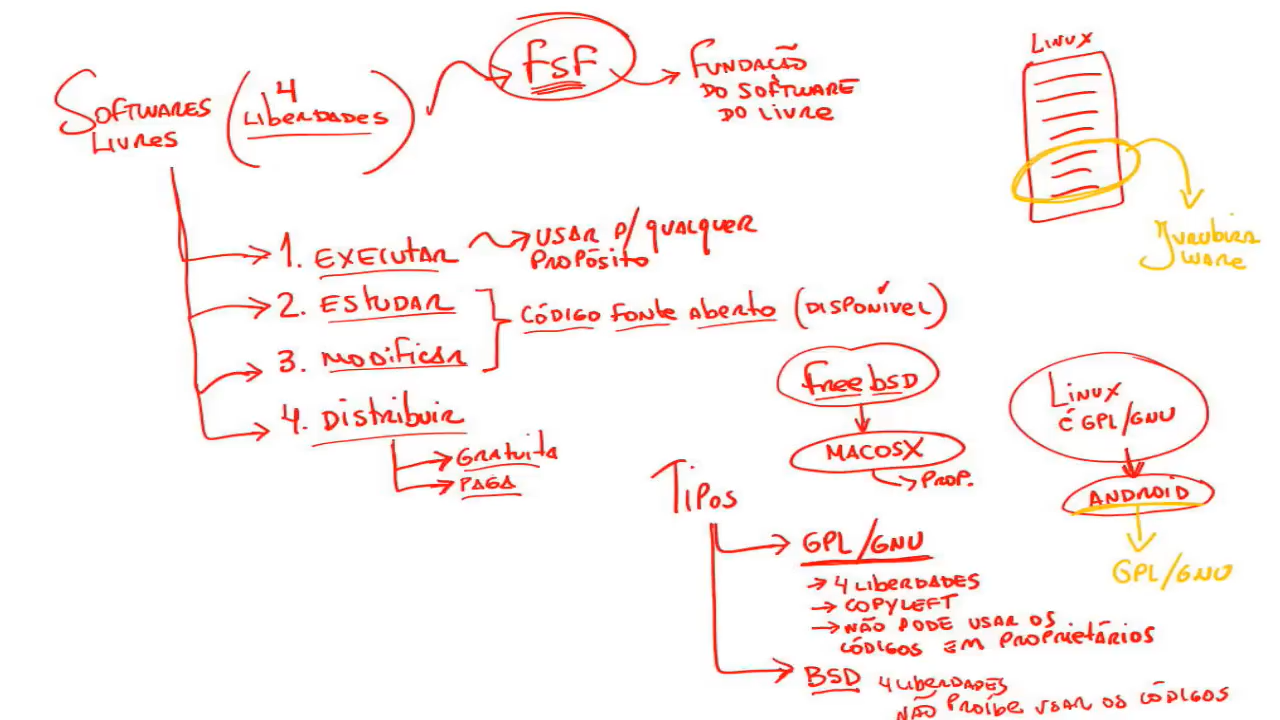 SOFTWARES
LIVRES
(4
LIBERDADES)
FSF
FUNDAÇÃO
DO SOFTWARE
DO LIVRE
LINUX
JURUBIRA
WARE
1. EXECUTAR
USAR P/ QUALQUER
PROPÓSITO
2. ESTUDAR
3. MODIFICAR
CÓDIGO FONTE ABERTO (DISPONÍVEL)
4. DISTRIBUIR
GRATUITA
PAGA
FreeBSD
MACOSX
PROP.
LINUX
É GPL/GNU
ANDROID
GPL/GNU
TIPOS
GPL/GNU
4 LIBERDADES
COPYLEFT
NÃO PODE USAR OS
CÓDIGOS EM PROPRIETÁRIOS
BSD
4 LIBERDADES
NÃO PROÍBE USAR OS CÓDIGOS